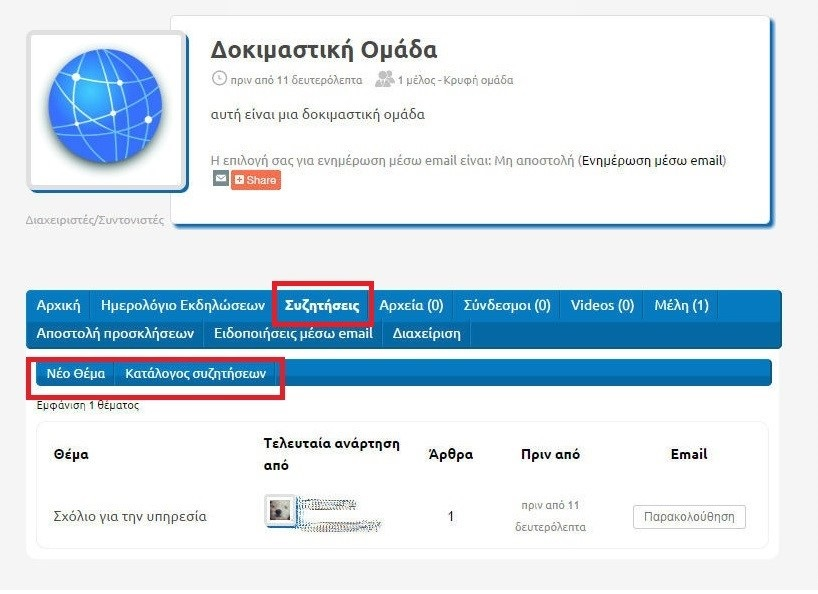 Δοκιμαστική Ομάδα
πριν από 11 δευτερόλεπτα 1 μέλος - Κρυφή ομάδα
αυτή είναι μια δοκιμαστική ομάδα
Η επιλογή σας για ενημέρωση μέσω email είναι: Μη αποστολή (Ενημέρωση μέσω email)
Share
Διαχειριστές/Συντονιστές
Αρχική Ημερολόγιο Εκδηλώσεων Συζητήσεις Αρχεία (0) Σύνδεσμοι (0) Videos (0) Μέλη (1)
Αποστολή προσκλήσεων Ειδοποιήσεις μέσω email Διαχείριση
Νέο Θέμα Κατάλογος συζητήσεων
Εμφάνιση 1 θέματος
Θέμα Τελευταία ανάρτηση από Άρθρα Πριν από Email
Σχόλιο για την υπηρεσία 1 πριν από 11 δευτερόλεπτα Παρακολούθηση